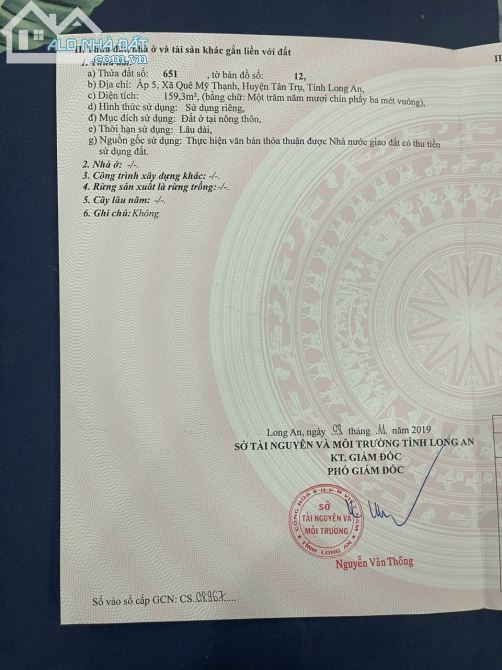 ALO NHÀ ĐẤT
.com.vn
II. Thửa đất, nhà ở và tài sản khác gắn liền với đất
1. Thửa đất:
a) Thửa đất số: 651 , tờ bản đồ số: 12,
b) Địa chỉ: Ấp 5, Xã Quê Mỹ Thạnh, Huyện Tân Trụ, Tỉnh Long An,
c) Diện tích: 159,3m², (bằng chữ: Một trăm năm mươi chín phẩy ba mét vuông),
d) Hình thức sử dụng: Sử dụng riêng,
đ) Mục đích sử dụng: Đất ở tại nông thôn,
e) Thời hạn sử dụng: Lâu dài,
g) Nguồn gốc sử dụng: Thực hiện văn bản thỏa thuận được Nhà nước giao đất có thu tiền
sử dụng đất.
2. Nhà ở: -/-.
3. Công trình xây dựng khác: -/-.
4. Rừng sản xuất là rừng trồng:-/-.
5. Cây lâu năm: -/-.
6. Ghi chú:Không.
Long An, ngày 08 tháng 11 năm 2019
SỞ TÀI NGUYÊN VÀ MÔI TRƯỜNG TỈNH LONG AN
KT. GIÁM ĐỐC
PHÓ GIÁM ĐỐC
CỘNG HÒA X.H.C.N VIỆT NAM
SỞ
TÀI NGUYÊN VÀ
MÔI TRƯỜNG
TỈNH LONG AN
Nguyễn Văn Thông
Số vào sổ cấp GCN: CS.08967